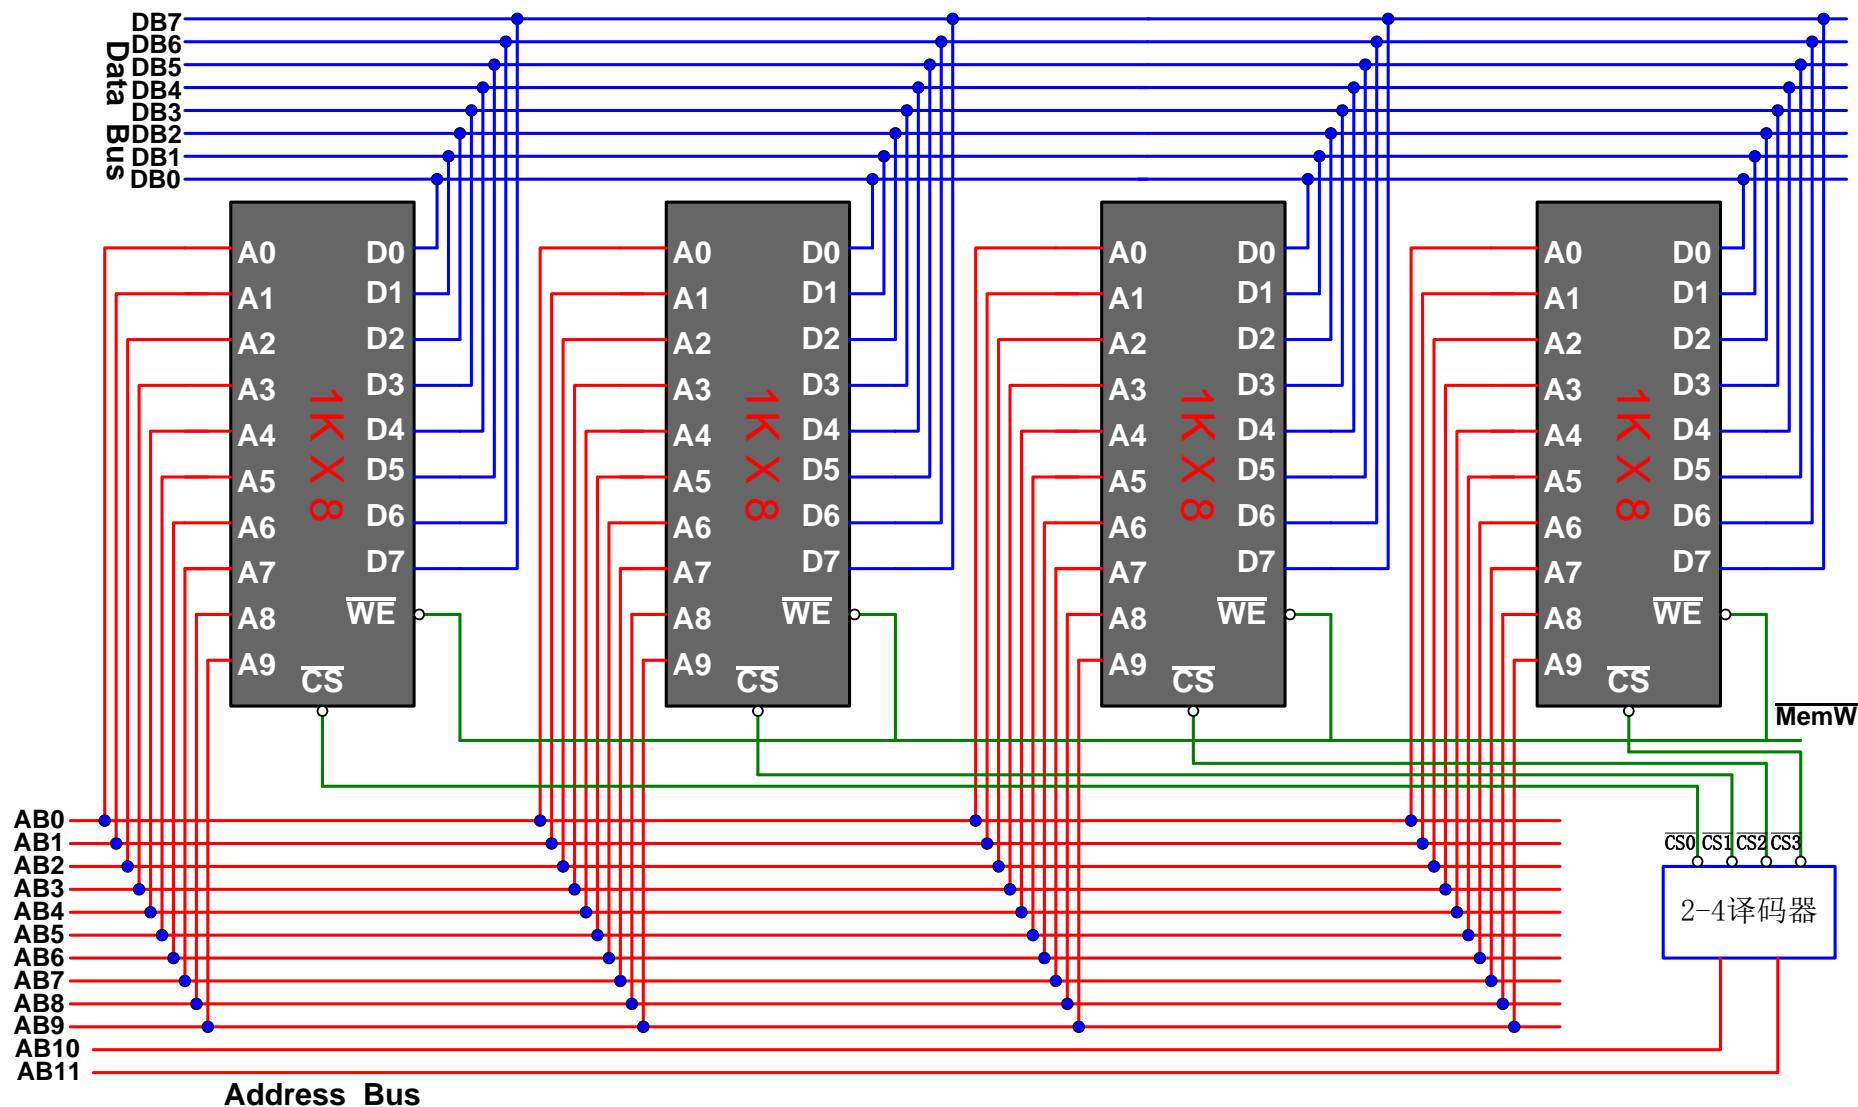 DB7
DB6
DB5
DB4
DB3
DB2
DB1
DB0
Data Bus
A0 D0
A1 D1
A2 D2
A3 D3
A4 D4
A5 D5
A6 D6
A7 D7
A8 WE
A9
CS
1K X 8
A0 D0
A1 D1
A2 D2
A3 D3
A4 D4
A5 D5
A6 D6
A7 D7
A8 WE
A9
CS
1K X 8
A0 D0
A1 D1
A2 D2
A3 D3
A4 D4
A5 D5
A6 D6
A7 D7
A8 WE
A9
CS
1K X 8
A0 D0
A1 D1
A2 D2
A3 D3
A4 D4
A5 D5
A6 D6
A7 D7
A8 WE
A9
CS
1K X 8
MemW
AB0
AB1
AB2
AB3
AB4
AB5
AB6
AB7
AB8
AB9
AB10
AB11
CS0 CS1 CS2 CS3
2-4译码器
Address Bus